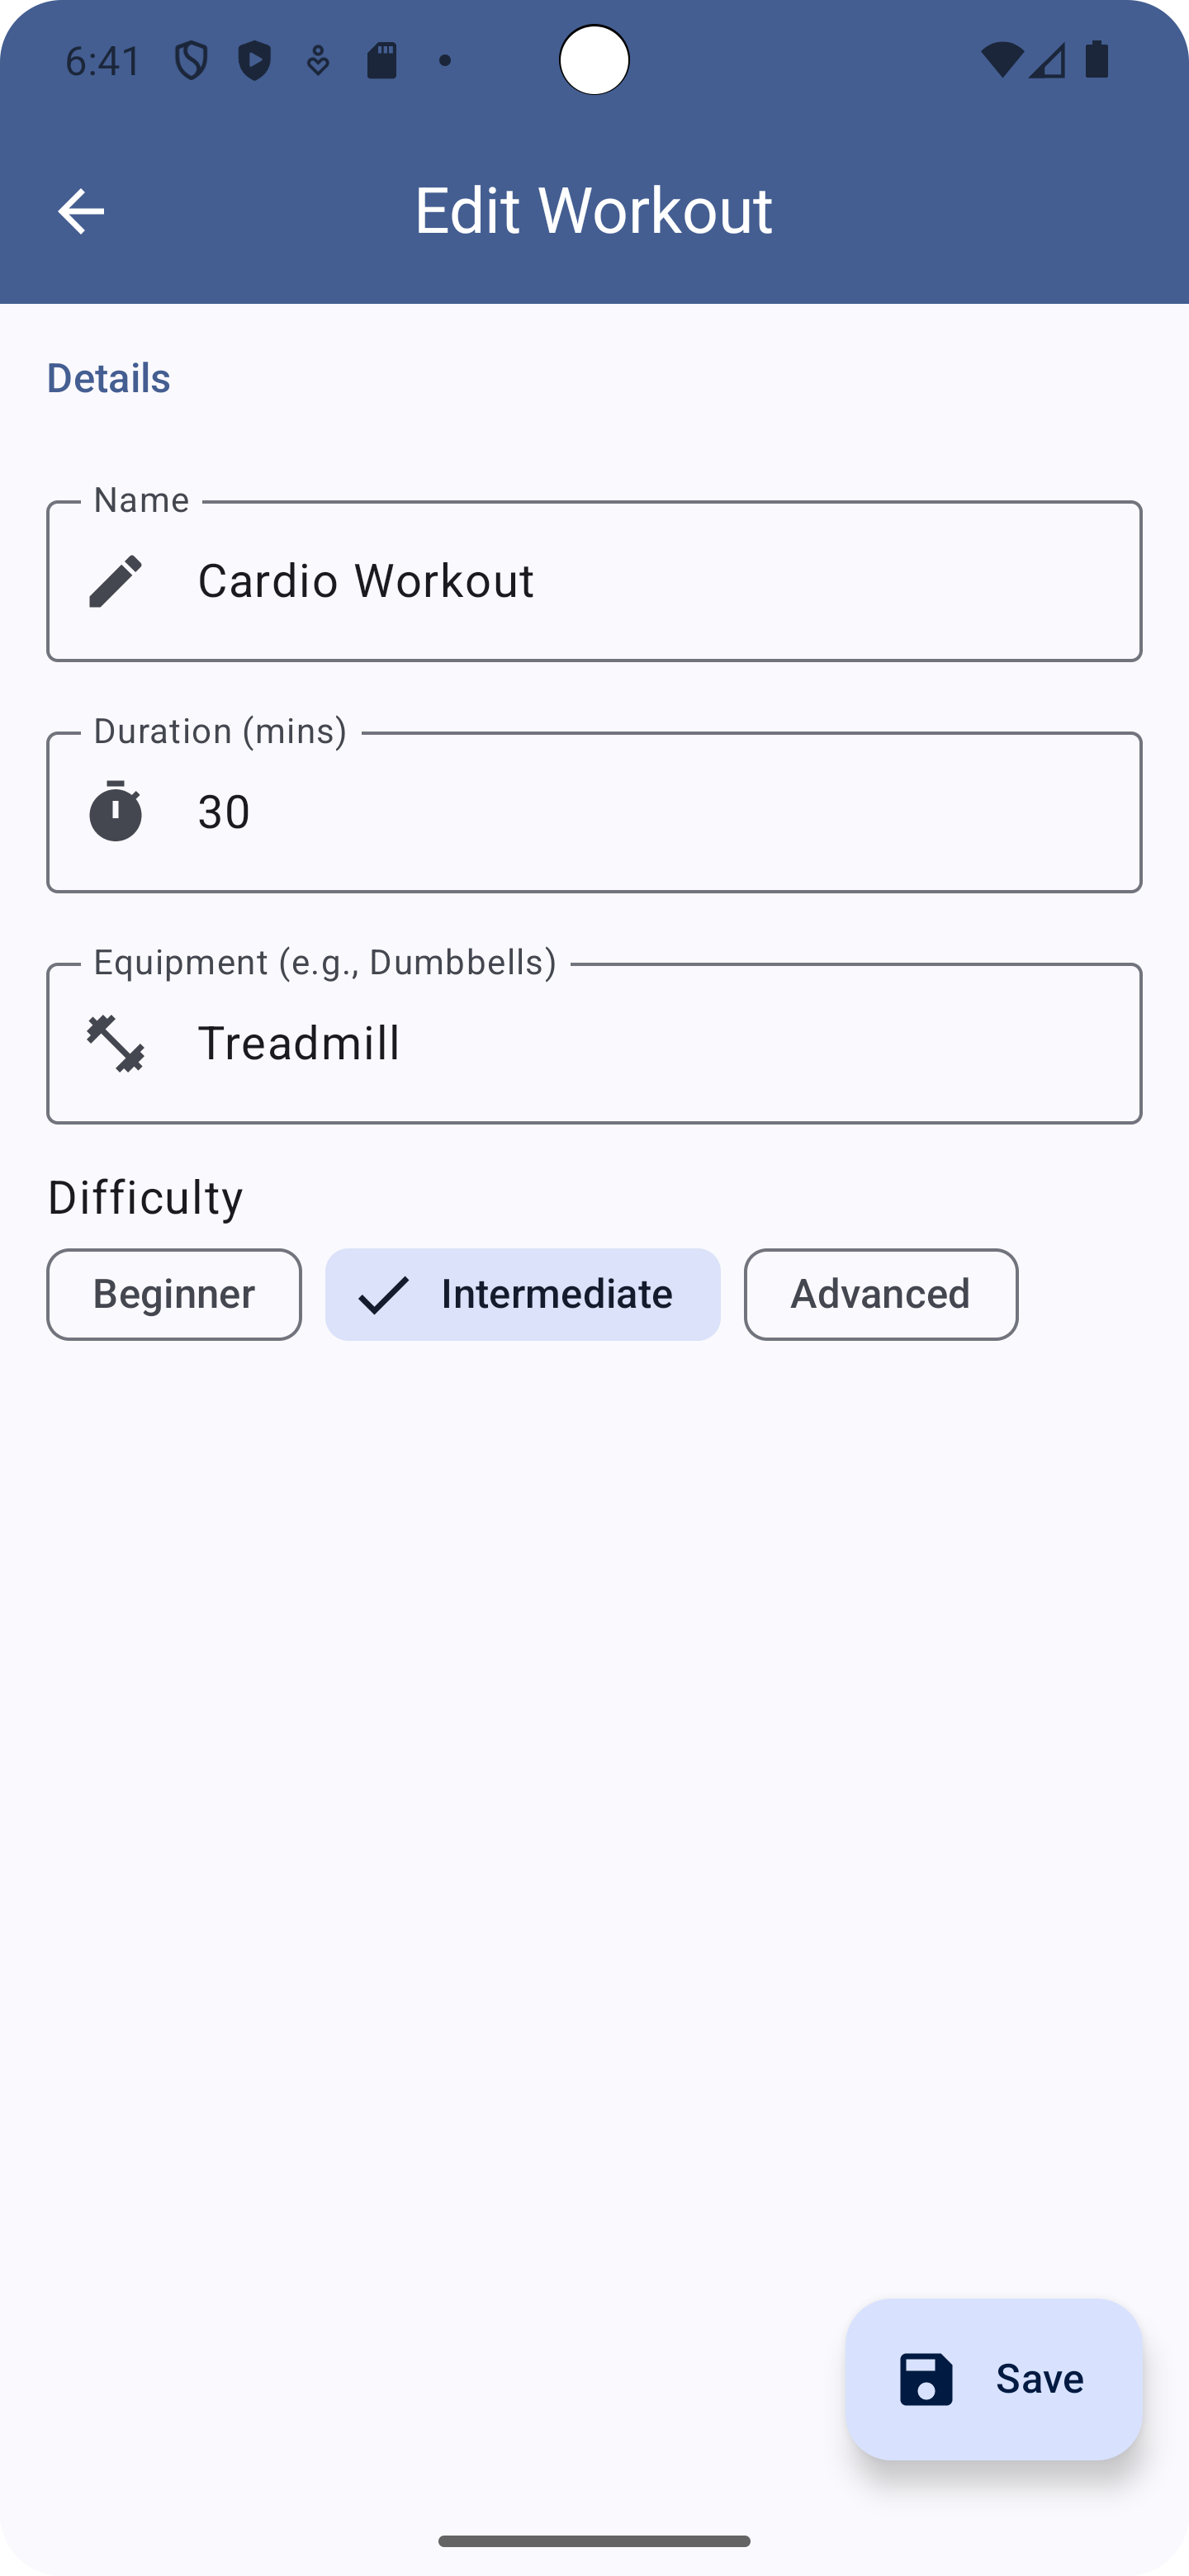 6:41
Edit Workout
Details
Name
Cardio Workout
Duration (mins)
30
Equipment (e.g., Dumbbells)
Treadmill
Difficulty
Beginner Intermediate Advanced
Save